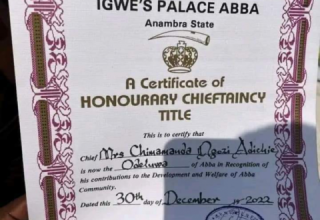 IGWE'S PALACE ABBA
Anambra State
A Certificate of
HONOURARY CHIEFTAINCY
TITLE
This is to certify that
Chief Mrs Chimamanda Ngozi Adichie
is now the Odeluwa of Abba in Recognition of
his contributions to the Development and Welfare of Abba
Community.
Dated this 30th day of December 2022